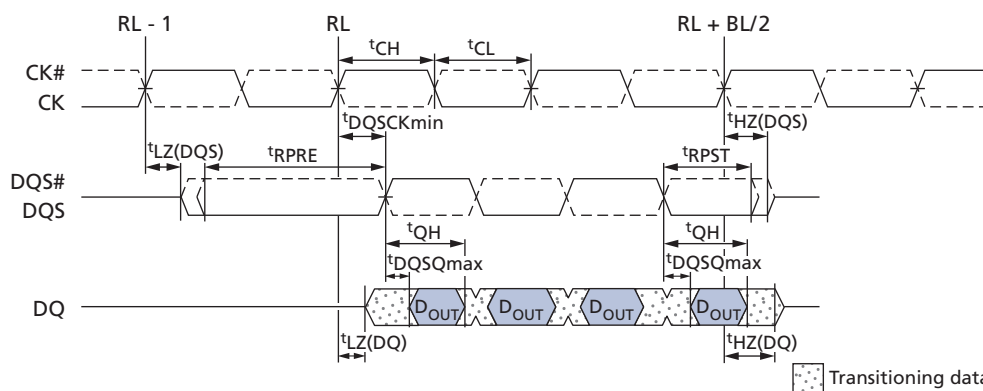 RL - 1 RL RL + BL/2
tCH tCL
CK#
CK
tDQSCKmin tHZ(DQS)
tLZ(DQS) tRPRE tRPST
DQS#
DQS
tQH tQH
tDQSQmax tDQSQmax
DQ DOUT DOUT DOUT DOUT
tLZ(DQ) tHZ(DQ)
Transitioning data